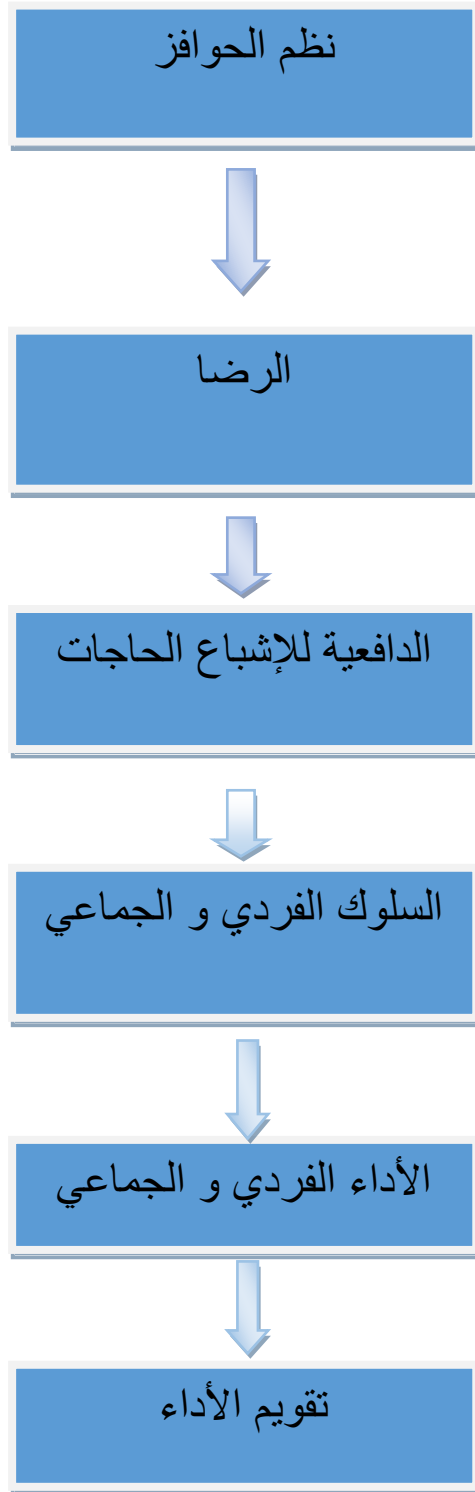 نظم الحوافز
الرضا
الدافعية للإشباع الحاجات
السلوك الفردي و الجماعي
الأداء الفردي و الجماعي
تقويم الأداء